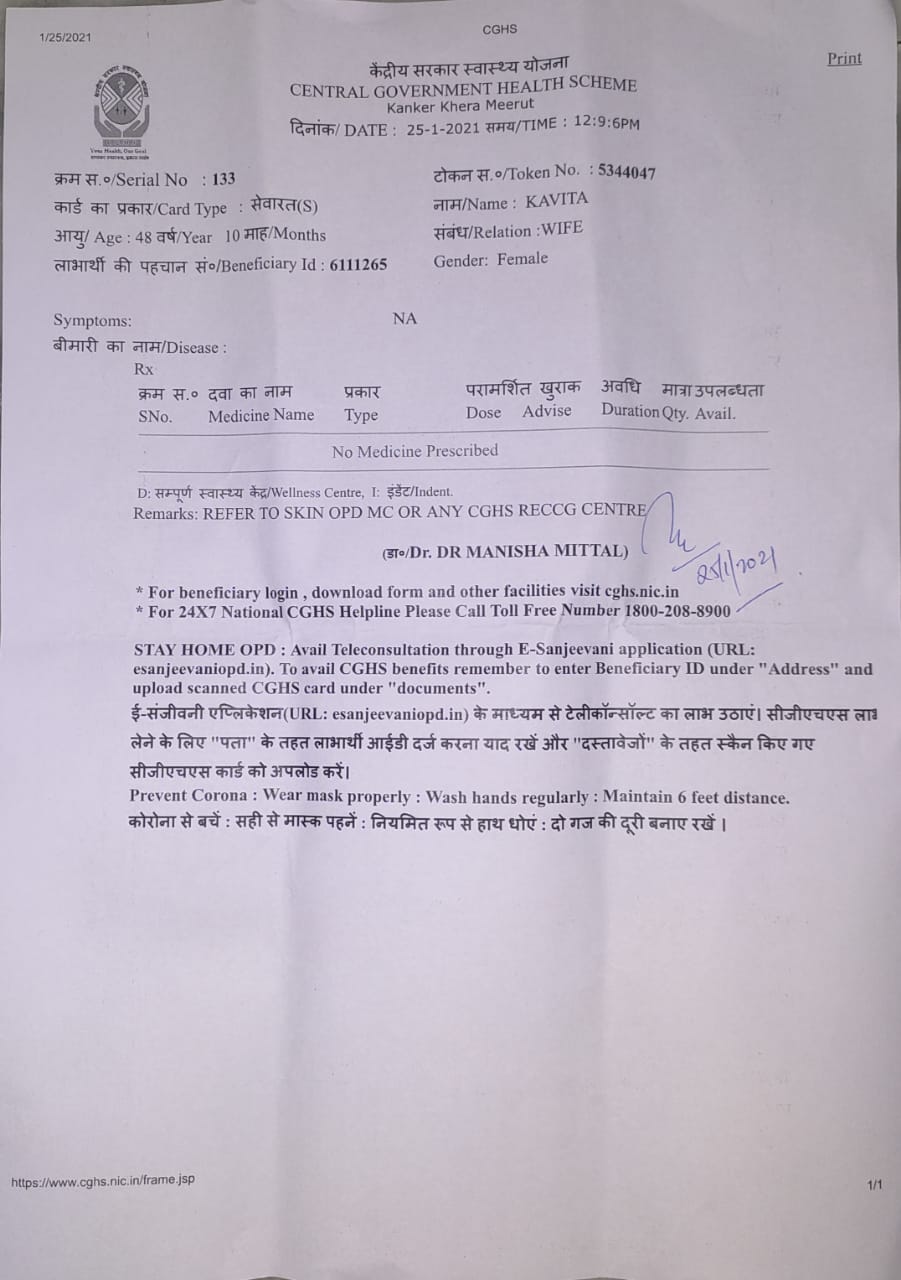 1/25/2021
CGHS
Print
केंद्रीय सरकार स्वास्थ्य योजना
CENTRAL GOVERNMENT HEALTH SCHEME
Kanker Khera Meerut
दिनांक/ DATE : 25-1-2021 समय/TIME : 12:9:6PM
क्रम स.०/Serial No : 133
टोकन स.०/Token No. : 5344047
कार्ड का प्रकार/Card Type : सेवारत(S)
नाम/Name : KAVITA
आयु/ Age : 48 वर्ष/Year 10 माह/Months
संबंध/Relation :WIFE
लाभार्थी की पहचान सं०/Beneficiary Id : 6111265
Gender: Female
Symptoms: NA
बीमारी का नाम/Disease :
Rx
क्रम स.० दवा का नाम प्रकार परामर्शित खुराक अवधि मात्रा उपलब्धता
SNo. Medicine Name Type Dose Advise Duration Qty. Avail.
No Medicine Prescribed
D: सम्पूर्ण स्वास्थ्य केंद्र/Wellness Centre, I: इंडेंट/Indent.
Remarks: REFER TO SKIN OPD MC OR ANY CGHS RECCG CENTRE
(डा०/Dr. DR MANISHA MITTAL)
25/1/2021
* For beneficiary login , download form and other facilities visit cghs.nic.in
* For 24X7 National CGHS Helpline Please Call Toll Free Number 1800-208-8900
STAY HOME OPD : Avail Teleconsultation through E-Sanjeevani application (URL:
esanjeevaniopd.in). To avail CGHS benefits remember to enter Beneficiary ID under "Address" and
upload scanned CGHS card under "documents".
ई-संजीवनी एप्लिकेशन(URL: esanjeevaniopd.in) के माध्यम से टेलीकॉन्सॉल्ट का लाभ उठाएं। सीजीएचएस लाभ
लेने के लिए "पता" के तहत लाभार्थी आईडी दर्ज करना याद रखें और "दस्तावेजों" के तहत स्कैन किए गए
सीजीएचएस कार्ड को अपलोड करें।
Prevent Corona : Wear mask properly : Wash hands regularly : Maintain 6 feet distance.
कोरोना से बचें : सही से मास्क पहनें : नियमित रूप से हाथ धोएं : दो गज की दूरी बनाए रखें ।
https://www.cghs.nic.in/frame.jsp
1/1